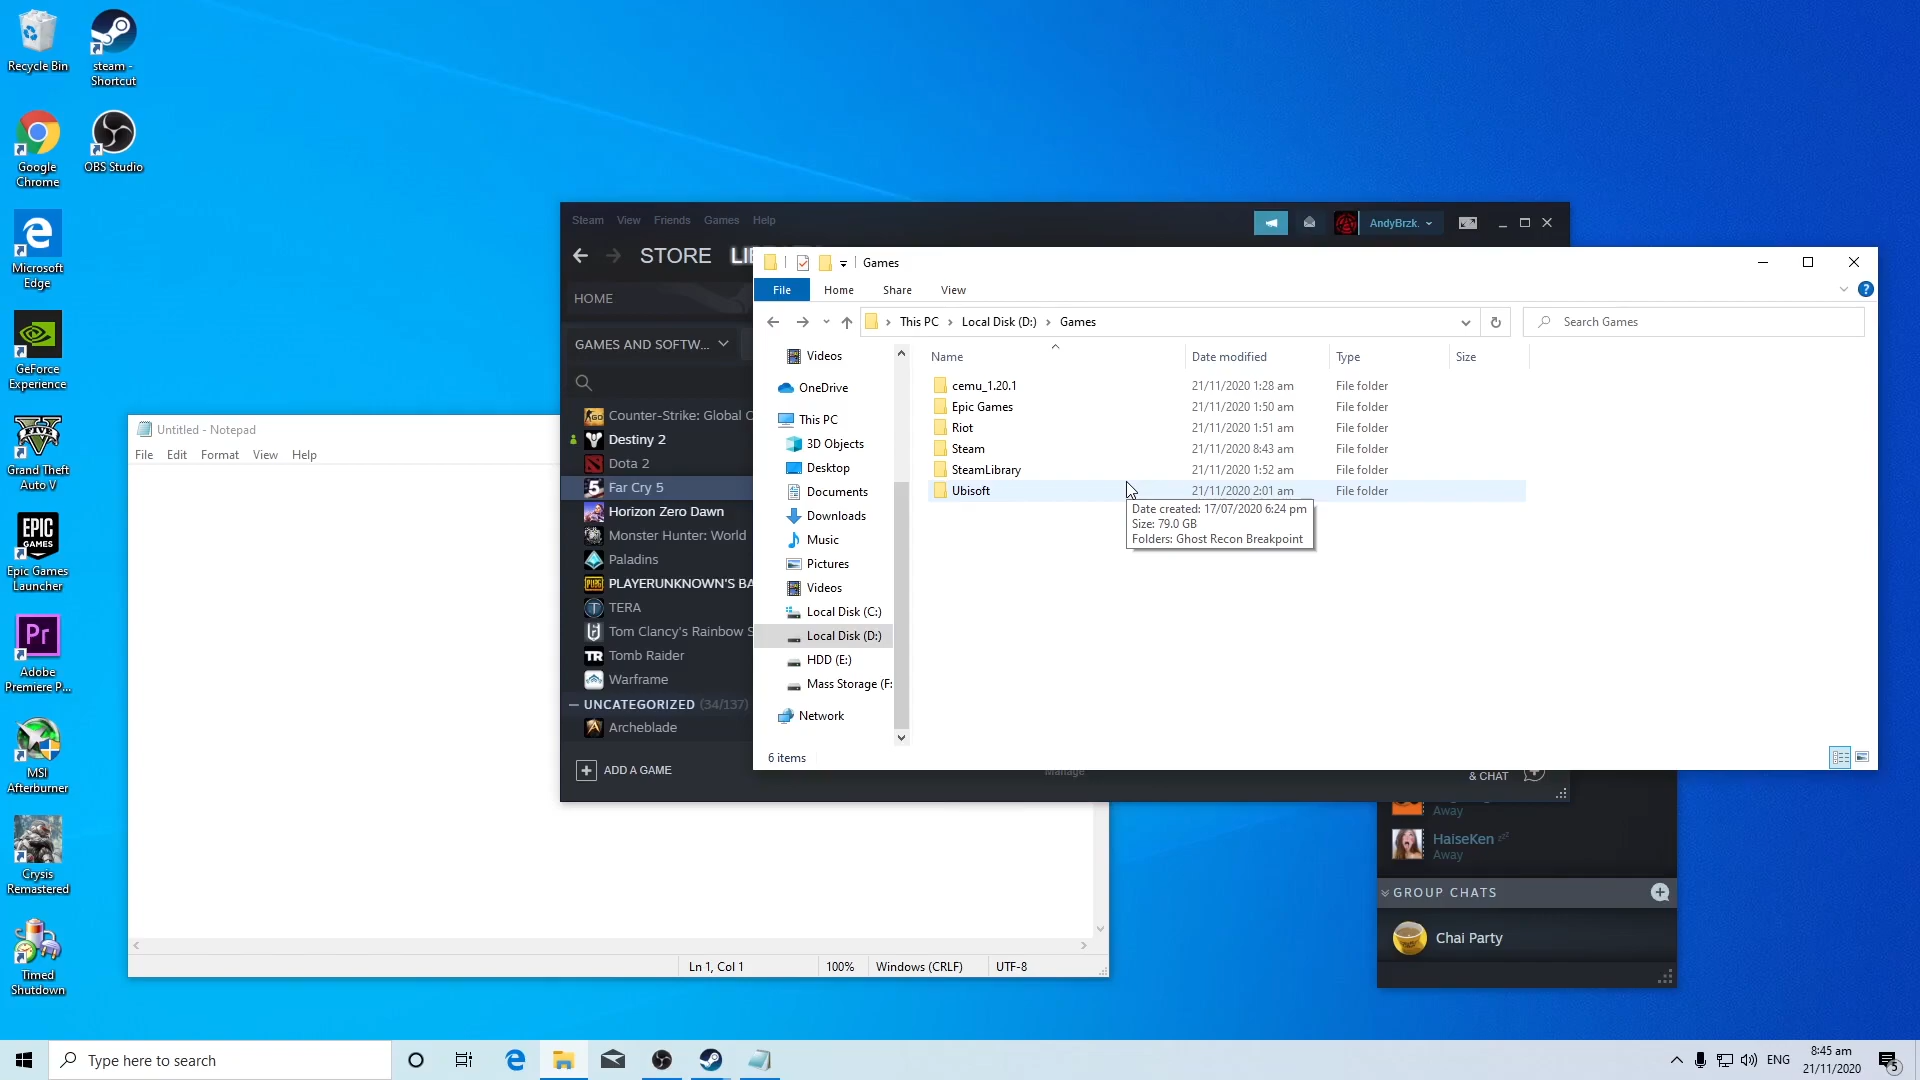 Recycle Bin
steam -
Shortcut
Google
Chrome
OBS Studio
Microsoft
Edge
GeForce
Experience
Grand Theft
Auto V
Epic Games
Launcher
Adobe
Premiere P...
MSI
Afterburner
Crysis
Remastered
Timed
Shutdown
Untitled - Notepad
File Edit Format View Help
Ln 1, Col 1 100% Windows (CRLF) UTF-8
Steam View Friends Games Help
AndyBrzk.
STORE
HOME
GAMES AND SOFTW...
Counter-Strike: Global
Destiny 2
Dota 2
Far Cry 5
Horizon Zero Dawn
Monster Hunter: World
Paladins
PLAYERUNKNOWN'S BA
TERA
Tom Clancy's Rainbow S
Tomb Raider
Warframe
UNCATEGORIZED (34/137)
Archeblade
ADD A GAME
Manage
& CHAT
Games
File Home Share View
This PC Local Disk (D:) Games
Search Games
Name Date modified Type Size
cemu_1.20.1 21/11/2020 1:28 am File folder
Epic Games 21/11/2020 1:50 am File folder
Riot 21/11/2020 1:51 am File folder
Steam 21/11/2020 8:43 am File folder
SteamLibrary 21/11/2020 1:52 am File folder
Ubisoft 21/11/2020 2:01 am File folder
Date created: 17/07/2020 6:24 pm
Size: 79.0 GB
Folders: Ghost Recon Breakpoint
Videos
OneDrive
This PC
3D Objects
Desktop
Documents
Downloads
Music
Pictures
Videos
Local Disk (C:)
Local Disk (D:)
HDD (E:)
Mass Storage (F:
Network
6 items
Away
HaiseKen
Away
GROUP CHATS
Chai Party
Type here to search
ENG
8:45 am
21/11/2020
5